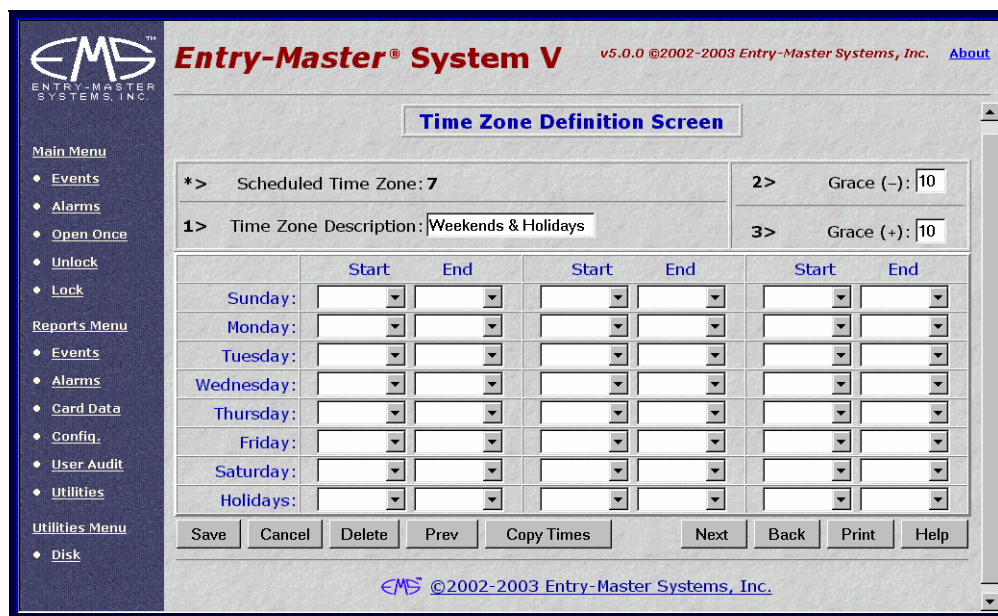 EMS™
ENTRY-MASTER
SYSTEMS, INC.
Entry-Master® System V v5.0.0 ©2002-2003 Entry-Master Systems, Inc. About
Time Zone Definition Screen
Main Menu
Events
Alarms
Open Once
Unlock
Lock
Reports Menu
Events
Alarms
Card Data
Config.
User Audit
Utilities
Utilities Menu
Disk
*> Scheduled Time Zone: 7
2> Grace (–): 10
1> Time Zone Description: Weekends & Holidays
3> Grace (+): 10
Start End Start End Start End
Sunday:
Monday:
Tuesday:
Wednesday:
Thursday:
Friday:
Saturday:
Holidays:
Save Cancel Delete Prev Copy Times Next Back Print Help
EMS™ ©2002-2003 Entry-Master Systems, Inc.